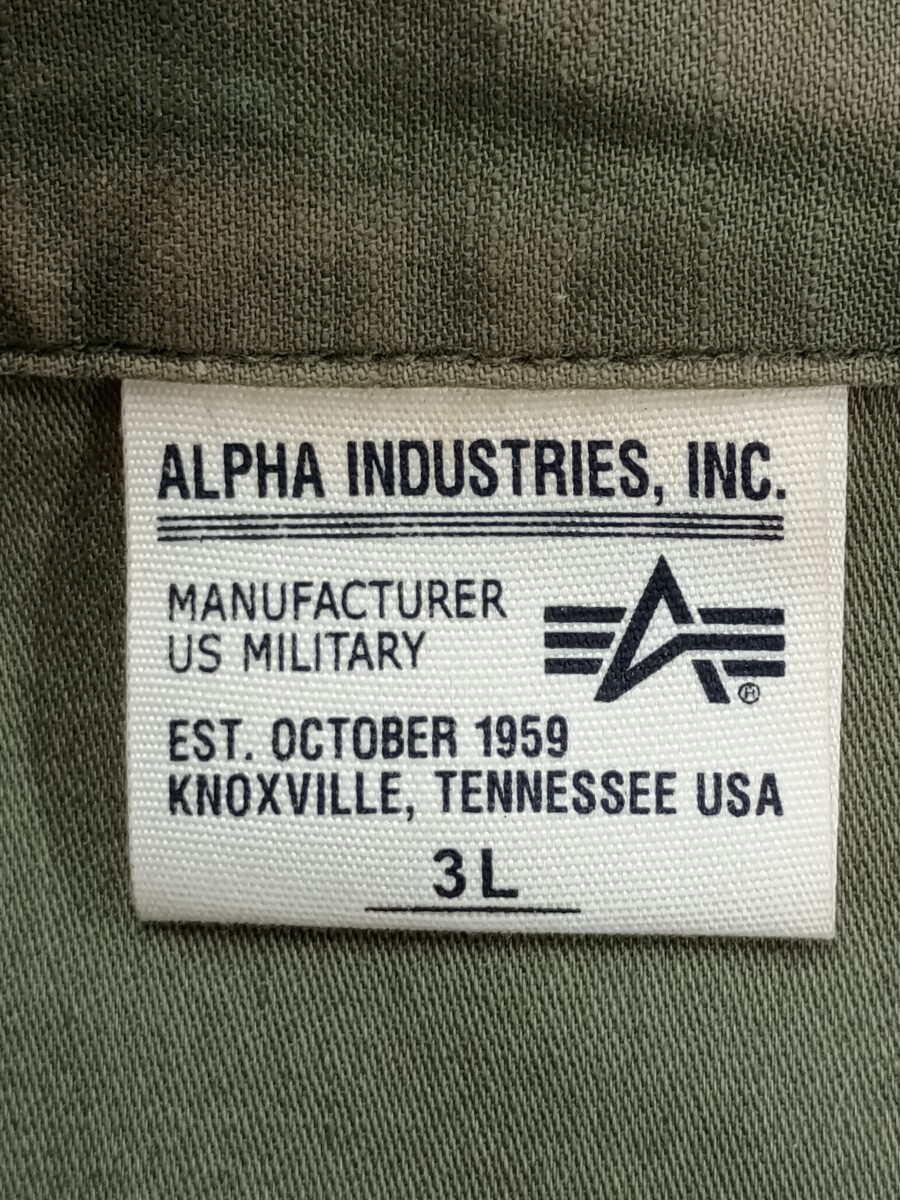 ALPHA INDUSTRIES, INC.
MANUFACTURER
US MILITARY
EST. OCTOBER 1959
KNOXVILLE, TENNESSEE USA
3L